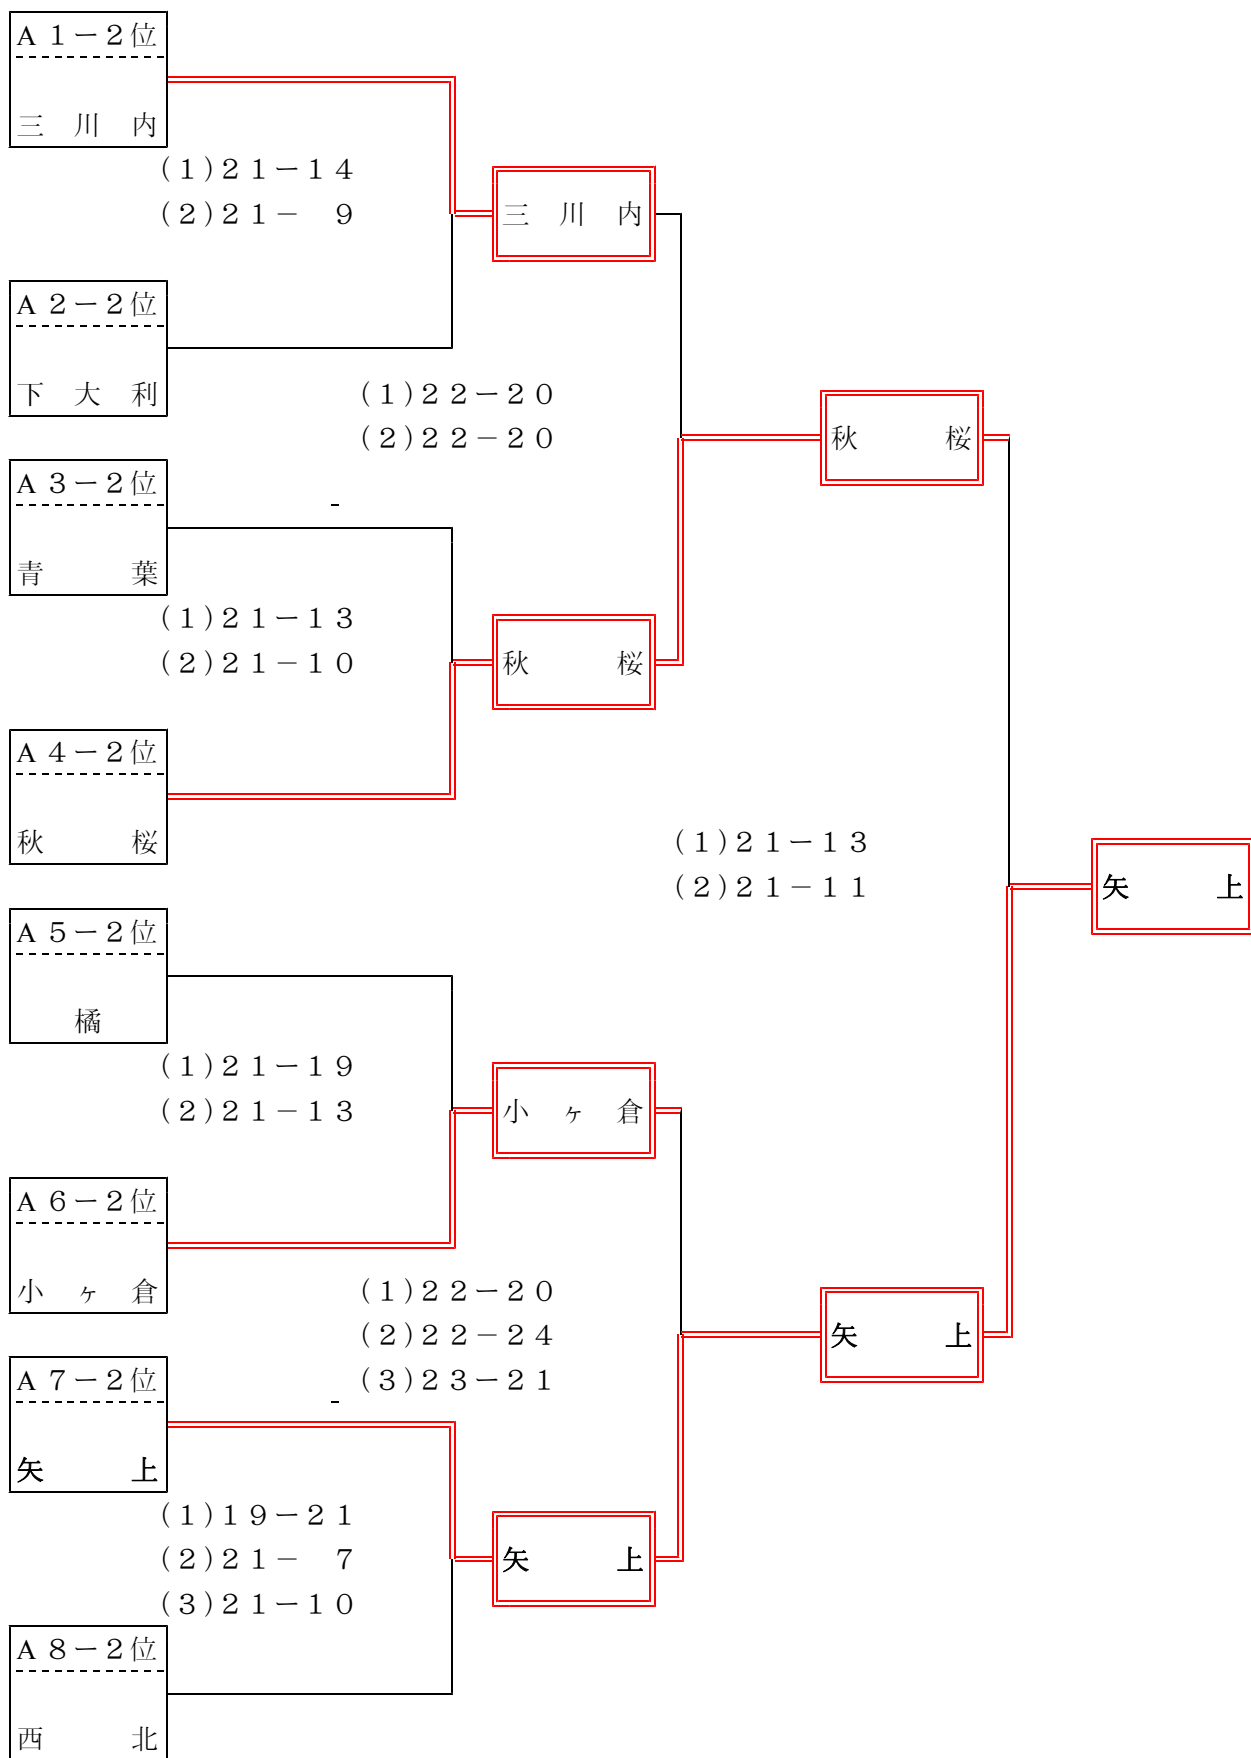 A１－２位
三　川　内
(1)２１－１４
(2)２１－　９
三　川　内
A２－２位
下　大　利
(1)２２－２０
(2)２２－２０
秋　　　桜
A３－２位
-
青　　　葉
(1)２１－１３
(2)２１－１０
秋　　　桜
A４－２位
秋　　　桜
(1)２１－１３
(2)２１－１１
矢　　　上
A５－２位
橘
(1)２１－１９
(2)２１－１３
小　ヶ　倉
A６－２位
小　ヶ　倉
(1)２２－２０
(2)２２－２４
(3)２３－２１
矢　　　上
A７－２位
-
矢　　　上
(1)１９－２１
(2)２１－　７
(3)２１－１０
矢　　　上
A８－２位
西　　　北